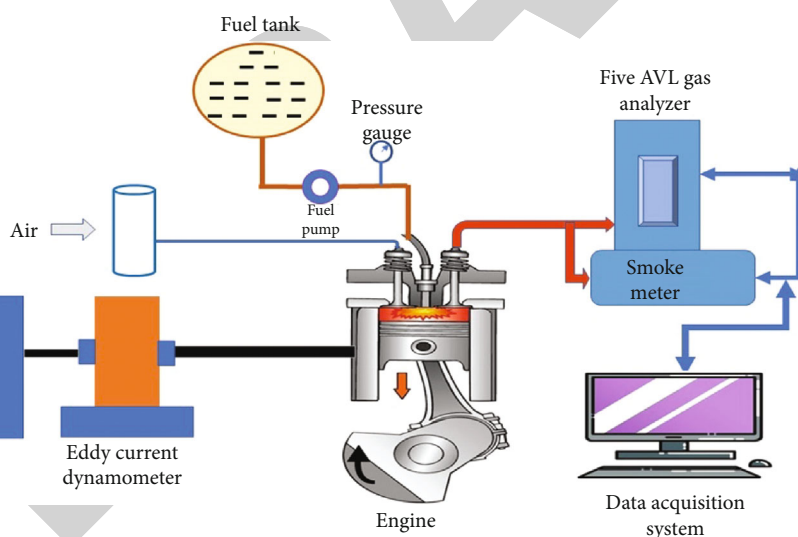 Fuel tank
Five AVL gas
analyzer
Pressure
gauge
Fuel
pump
Air
Smoke
meter
Eddy current
dynamometer
Engine
Data acquisition
system